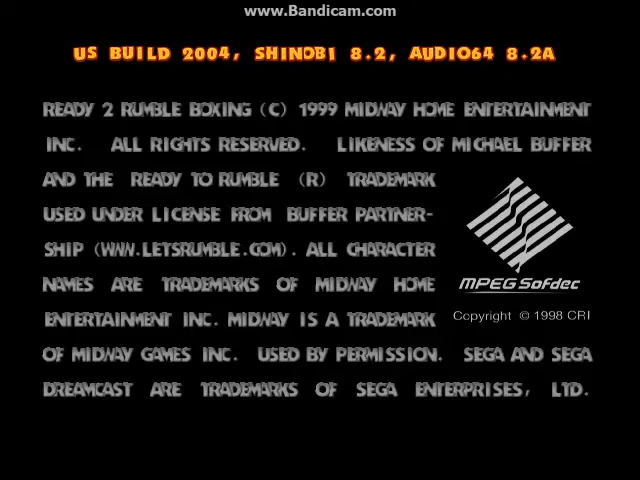 www.Bandicam.com
US BUILD 2004, SHINOBI 8.2, AUDIO64 8.2A
READY 2 RUMBLE BOXING (C) 1999 MIDWAY HOME ENTERTAINMENT
INC. ALL RIGHTS RESERVED. LIKENESS OF MICHAEL BUFFER
AND THE READY TO RUMBLE (R) TRADEMARK
USED UNDER LICENSE FROM BUFFER PARTNER-
SHIP (WWW.LETSRUMBLE.COM). ALL CHARACTER
NAMES ARE TRADEMARKS OF MIDWAY HOME
MPEG Sofdec
ENTERTAINMENT INC. MIDWAY IS A TRADEMARK
Copyright © 1998 CRI
OF MIDWAY GAMES INC. USED BY PERMISSION. SEGA AND SEGA
DREAMCAST ARE TRADEMARKS OF SEGA ENTERPRISES, LTD.